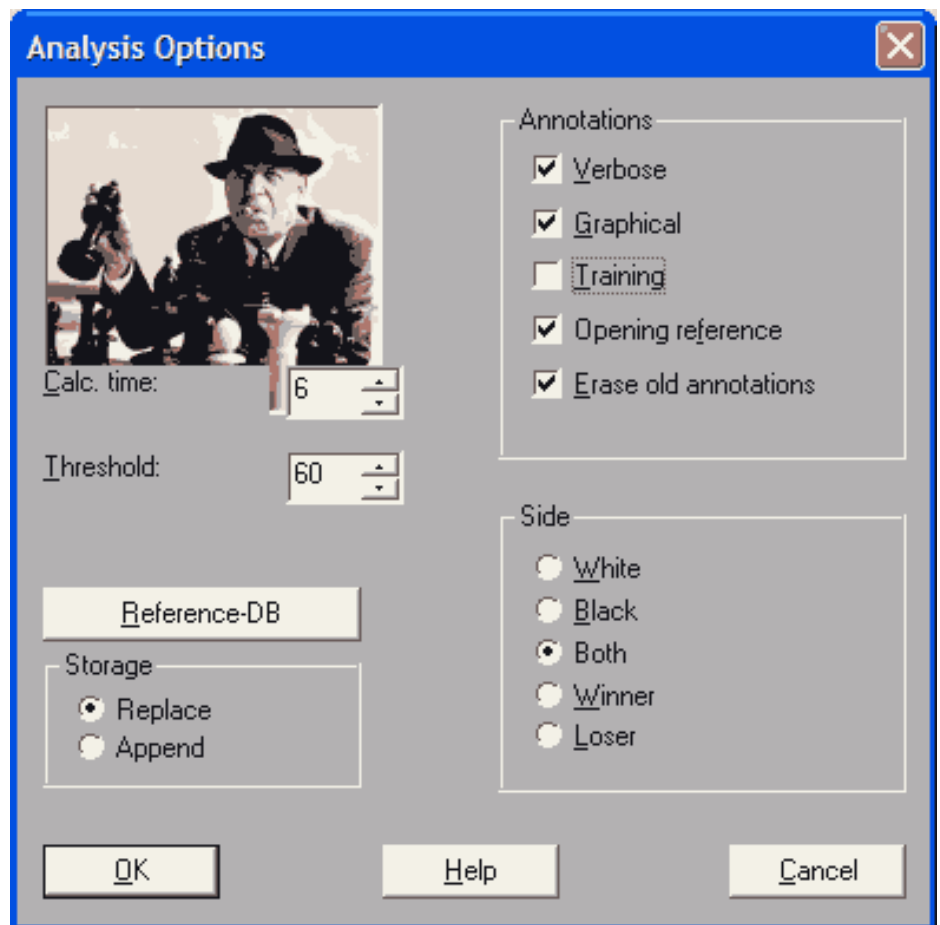 Analysis Options
Annotations
Verbose
Graphical
Training
Opening reference
Erase old annotations
Calc. time:
6
Threshold:
60
Side
White
Black
Both
Winner
Loser
Reference-DB
Storage
Replace
Append
OK
Help
Cancel